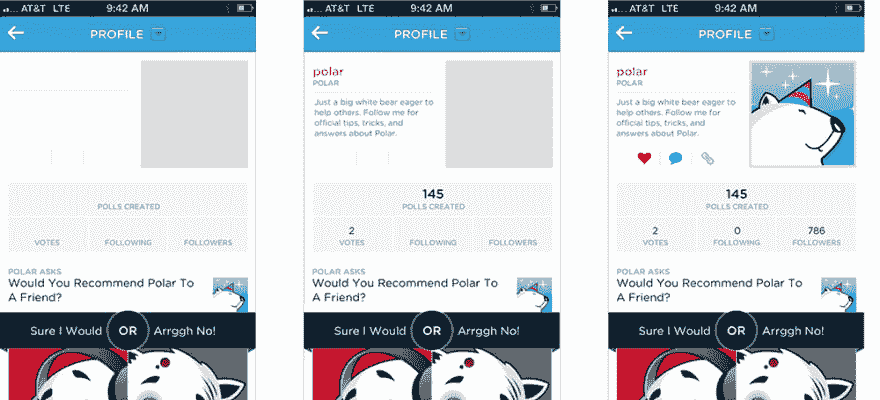 AT&T LTE 9:42 AM
PROFILE
POLLS CREATED
VOTES FOLLOWING FOLLOWERS
POLAR ASKS
Would You Recommend Polar To
A Friend?
Sure I Would OR Arrggh No!
AT&T LTE 9:42 AM
PROFILE
polar
POLAR
Just a big white bear eager to
help others. Follow me for
official tips, tricks, and
answers about Polar.
145
POLLS CREATED
2
VOTES FOLLOWING FOLLOWERS
POLAR ASKS
Would You Recommend Polar To
A Friend?
Sure I Would OR Arrggh No!
AT&T LTE 9:42 AM
PROFILE
polar
POLAR
Just a big white bear eager to
help others. Follow me for
official tips, tricks, and
answers about Polar.
145
POLLS CREATED
2 0 786
VOTES FOLLOWING FOLLOWERS
POLAR ASKS
Would You Recommend Polar To
A Friend?
Sure I Would OR Arrggh No!